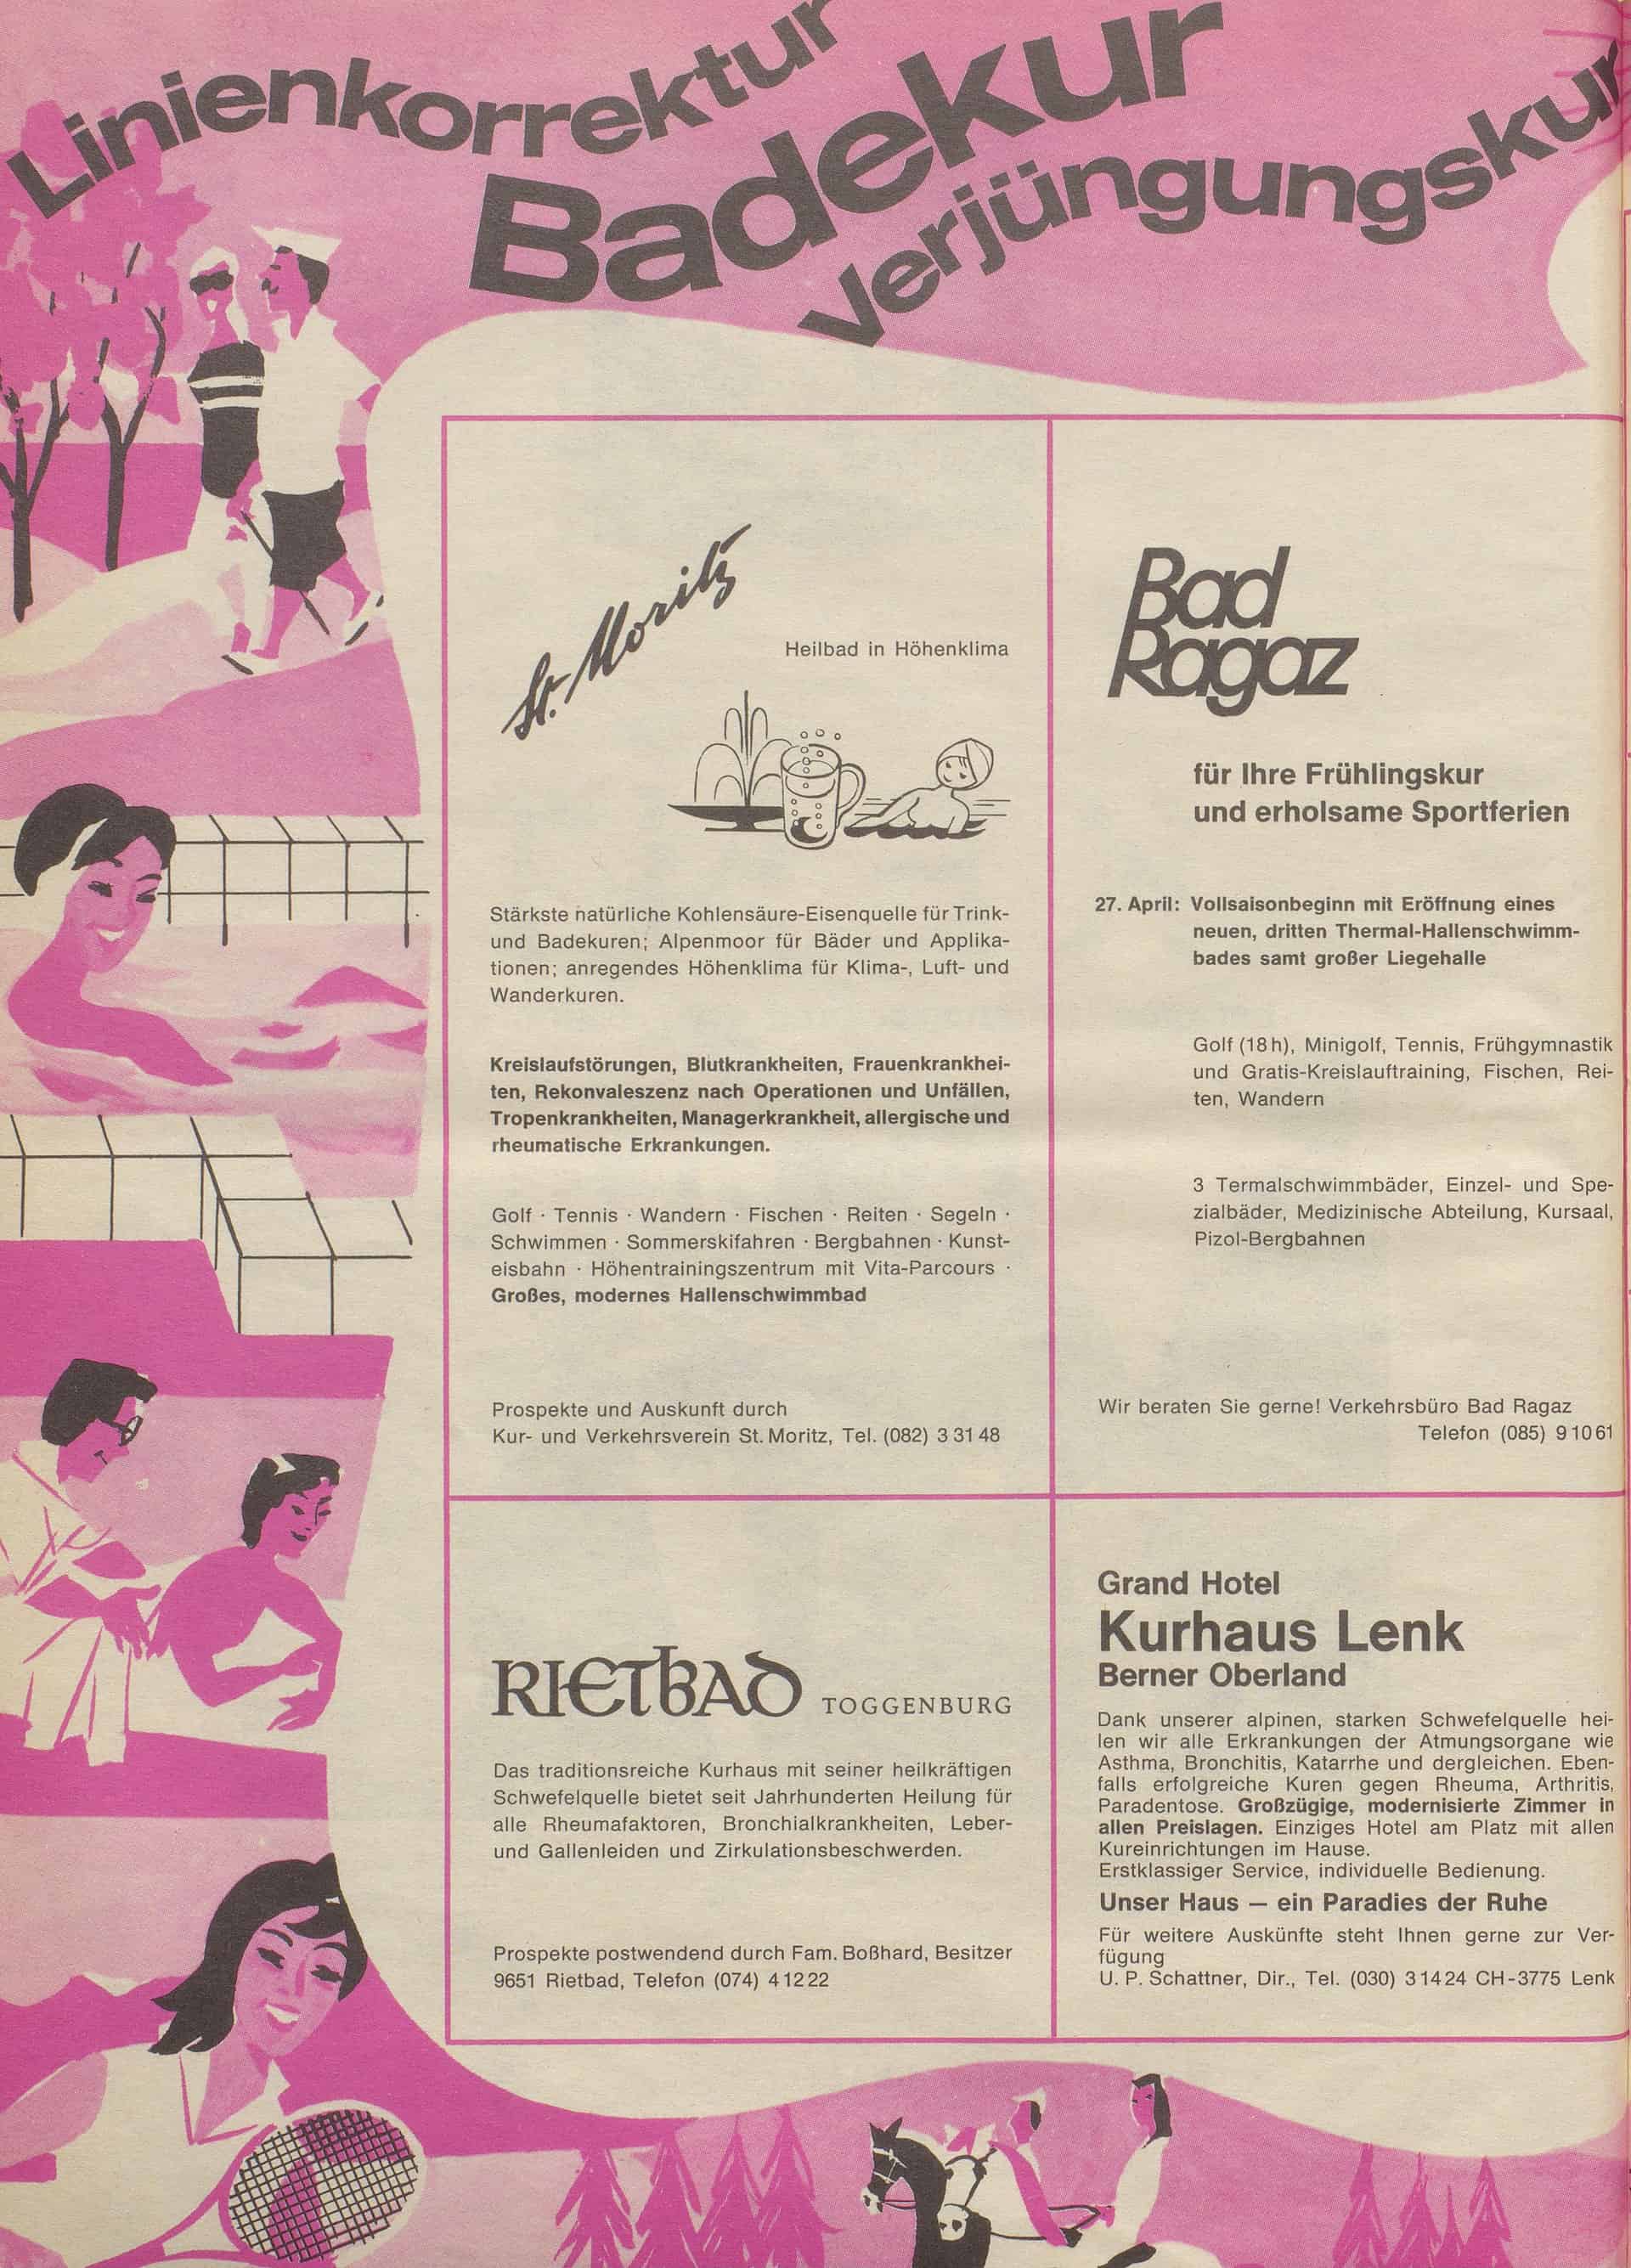 Linienkorrektur
Badekur
Verjüngungskur
St. Moritz
Heilbad in Höhenklima
Stärkste natürliche Kohlensäure-Eisenquelle für Trink-
und Badekuren; Alpenmoor für Bäder und Applika-
tionen; anregendes Höhenklima für Klima-, Luft- und
Wanderkuren.
Kreislaufstörungen, Blutkrankheiten, Frauenkrankhei-
ten, Rekonvaleszenz nach Operationen und Unfällen,
Tropenkrankheiten, Managerkrankheit, allergische und
rheumatische Erkrankungen.
Golf · Tennis · Wandern · Fischen · Reiten · Segeln ·
Schwimmen · Sommerskifahren · Bergbahnen · Kunst-
eisbahn · Höhentrainingszentrum mit Vita-Parcours ·
Großes, modernes Hallenschwimmbad
Prospekte und Auskunft durch
Kur- und Verkehrsverein St. Moritz, Tel. (082) 3 31 48
Bad
Ragaz
für Ihre Frühlingskur
und erholsame Sportferien
27. April: Vollsaisonbeginn mit Eröffnung eines
neuen, dritten Thermal-Hallenschwimm-
bades samt großer Liegehalle
Golf (18 h), Minigolf, Tennis, Frühgymnastik
und Gratis-Kreislauftraining, Fischen, Rei-
ten, Wandern
3 Termalschwimmbäder, Einzel- und Spe-
zialbäder, Medizinische Abteilung, Kursaal,
Pizol-Bergbahnen
Wir beraten Sie gerne! Verkehrsbüro Bad Ragaz
Telefon (085) 9 10 61
RIETBAD TOGGENBURG
Das traditionsreiche Kurhaus mit seiner heilkräftigen
Schwefelquelle bietet seit Jahrhunderten Heilung für
alle Rheumafaktoren, Bronchialkrankheiten, Leber-
und Gallenleiden und Zirkulationsbeschwerden.
Prospekte postwendend durch Fam. Boßhard, Besitzer
9651 Rietbad, Telefon (074) 4 12 22
Grand Hotel
Kurhaus Lenk
Berner Oberland
Dank unserer alpinen, starken Schwefelquelle hei-
len wir alle Erkrankungen der Atmungsorgane wie
Asthma, Bronchitis, Katarrhe und dergleichen. Eben-
falls erfolgreiche Kuren gegen Rheuma, Arthritis,
Paradentose. Großzügige, modernisierte Zimmer in
allen Preislagen. Einziges Hotel am Platz mit allen
Kureinrichtungen im Hause.
Erstklassiger Service, individuelle Bedienung.
Unser Haus — ein Paradies der Ruhe
Für weitere Auskünfte steht Ihnen gerne zur Ver-
fügung
U. P. Schattner, Dir., Tel. (030) 3 14 24 CH-3775 Lenk